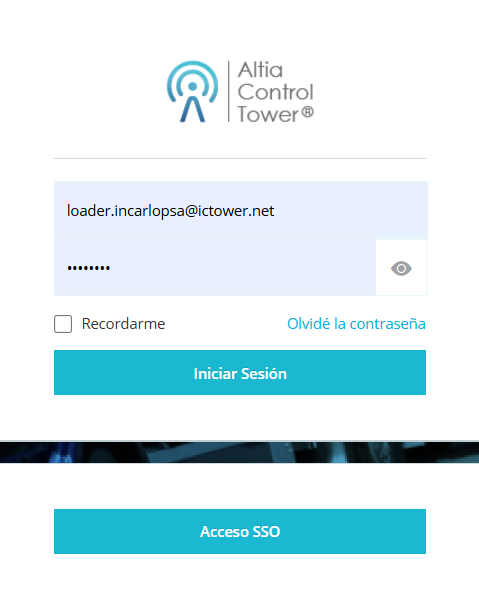 Altia
Control
Tower®
loader.incarlopsa@ictower.net
••••••••
Recordarme
Olvidé la contraseña
Iniciar Sesión
Acceso SSO